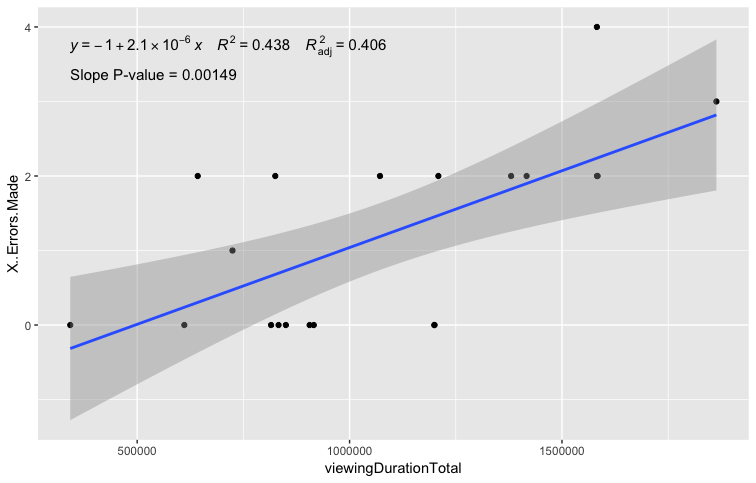 y = − 1 + 2.1 × 10⁻⁶ x R² = 0.438 R²adj = 0.406
Slope P-value = 0.00149
4
2
0
X.Errors.Made
500000 1000000 1500000
viewingDurationTotal